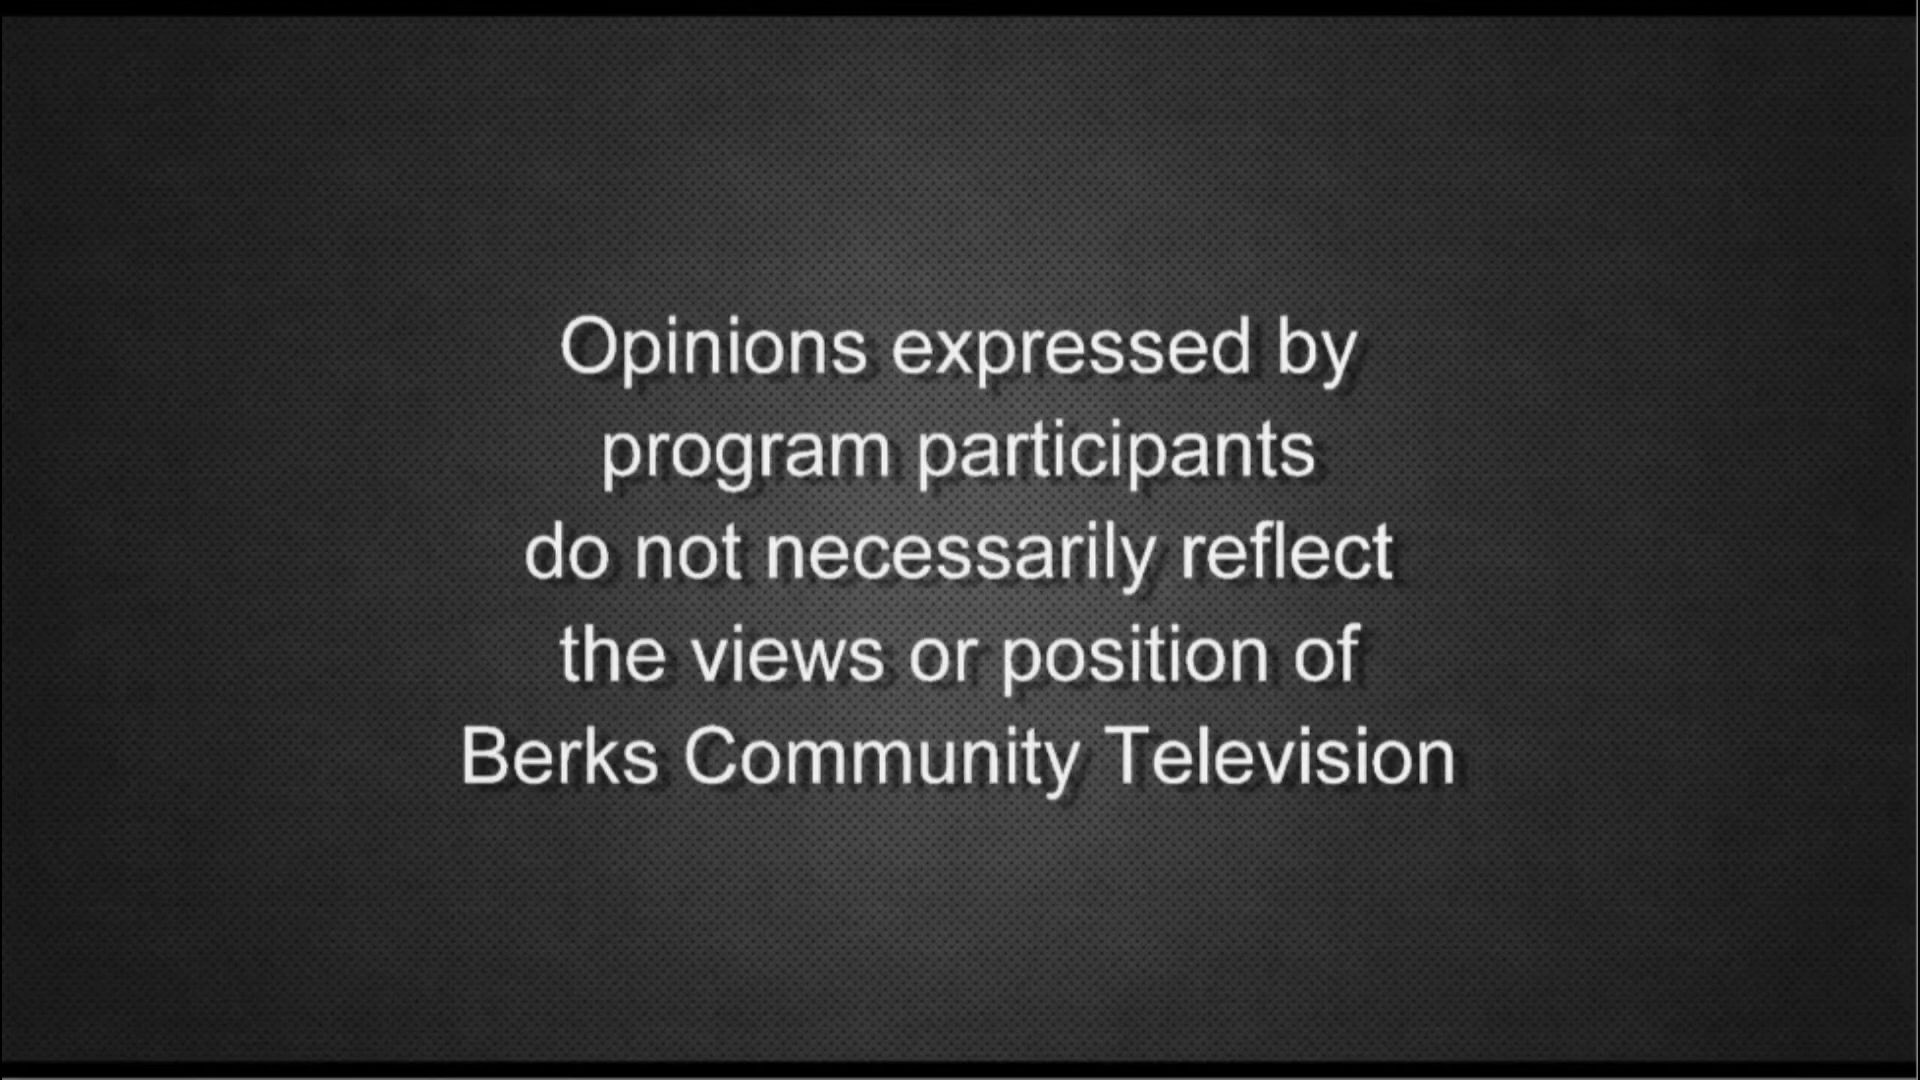 Opinions expressed by
program participants
do not necessarily reflect
the views or position of
Berks Community Television